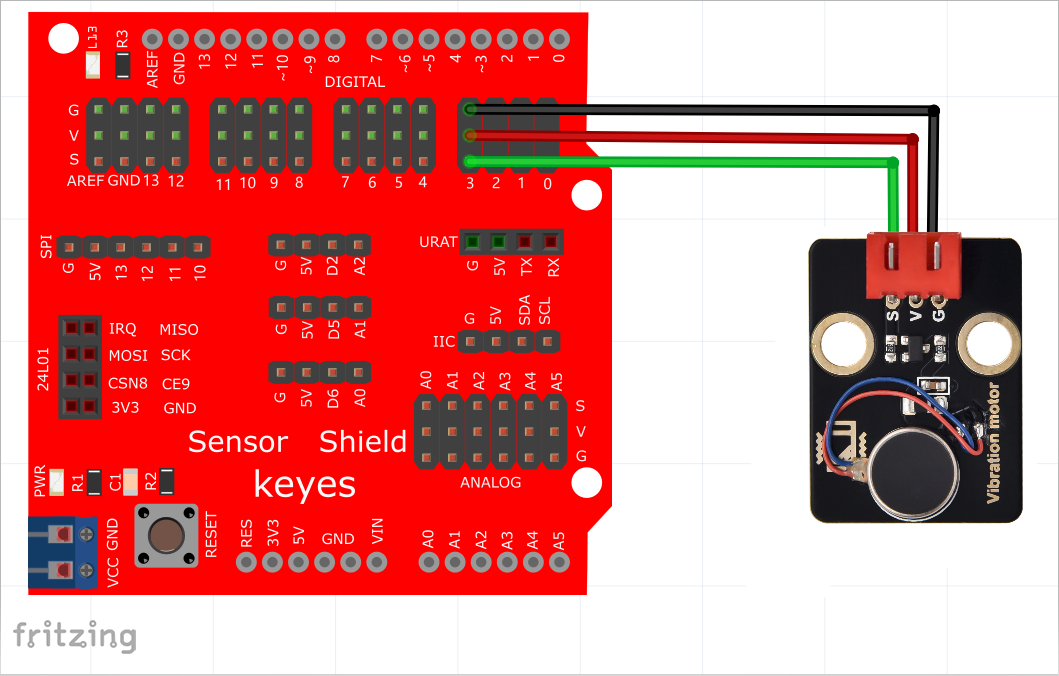 L13 R3
AREF GND 13 12 11 ~10 ~9 8 7 ~6 ~5 4 ~3 2 1 0
DIGITAL
G
V
S
AREF GND 13 12 11 10 9 8 7 6 5 4 3 2 1 0
SPI
G 5V 13 12 11 10
G 5V D2 A2
URAT
G 5V TX RX
G 5V D5 A1
G 5V SDA SCL
IIC
24L01
IRQ MISO
MOSI SCK
CSN8 CE9
3V3 GND
G 5V D6 A0
A0 A1 A2 A3 A4 A5
S
V
G
ANALOG
Sensor Shield
keyes
PWR R1 C1 R2
VCC GND
RESET
RES 3V3 5V GND VIN
A0 A1 A2 A3 A4 A5
S V G
Vibration motor
fritzing